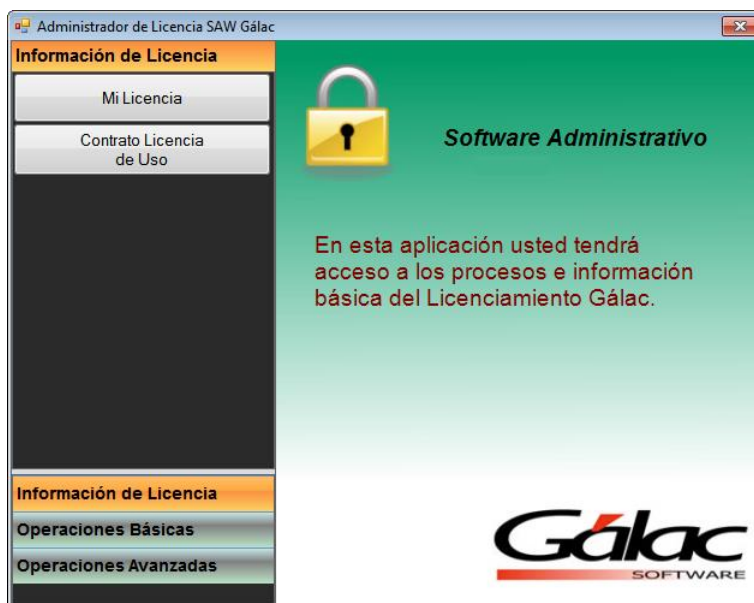 Administrador de Licencia SAW Gálac
Información de Licencia
Mi Licencia
Contrato Licencia
de Uso
Información de Licencia
Operaciones Básicas
Operaciones Avanzadas
Software Administrativo
En esta aplicación usted tendrá
acceso a los procesos e información
básica del Licenciamiento Gálac.
Gálac
SOFTWARE